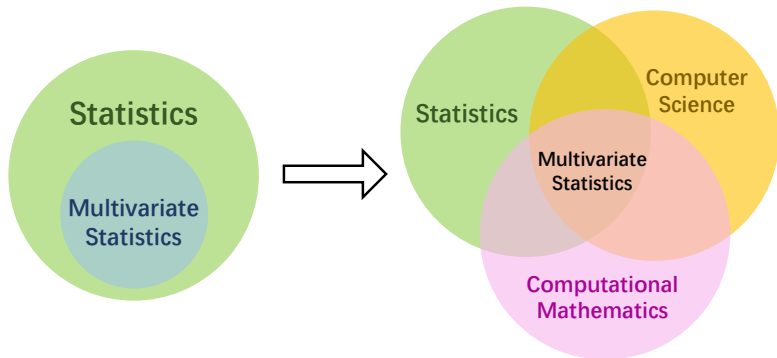 Statistics
Multivariate
Statistics
Statistics
Computer
Science
Multivariate
Statistics
Computational
Mathematics